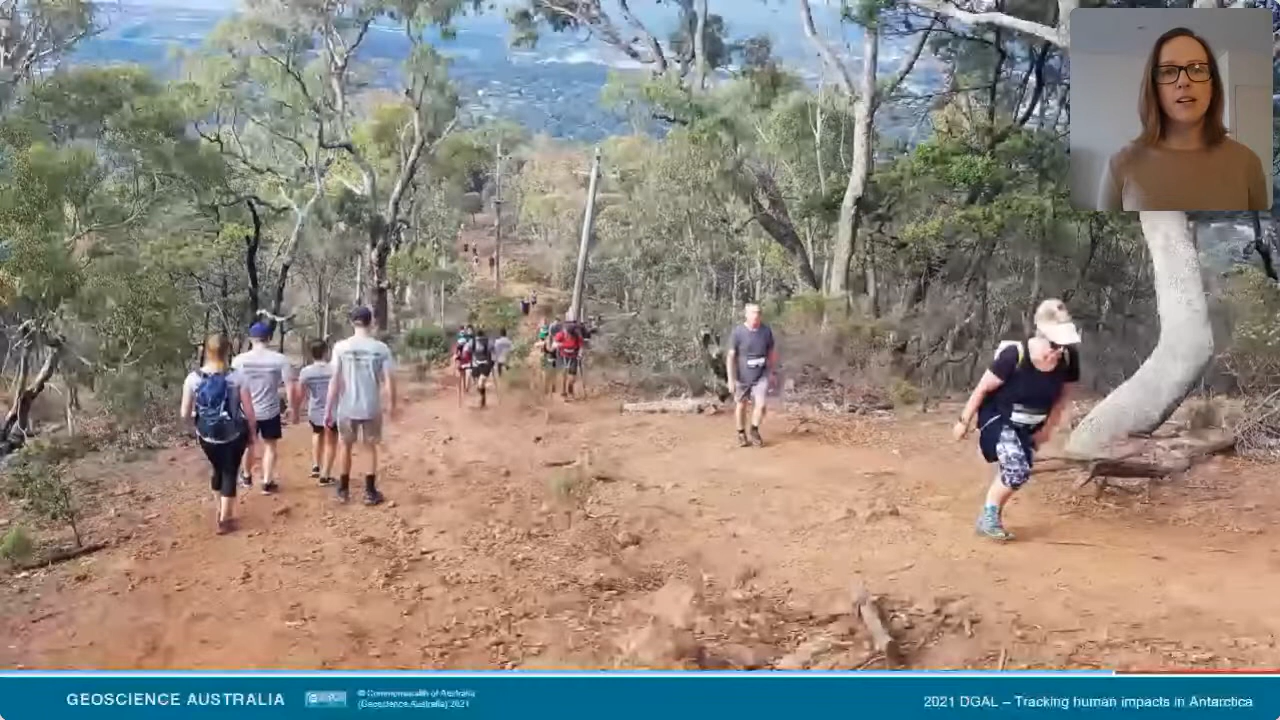 GEOSCIENCE AUSTRALIA
© Commonwealth of Australia
(Geoscience Australia) 2021
2021 DGAL – Tracking human impacts in Antarctica